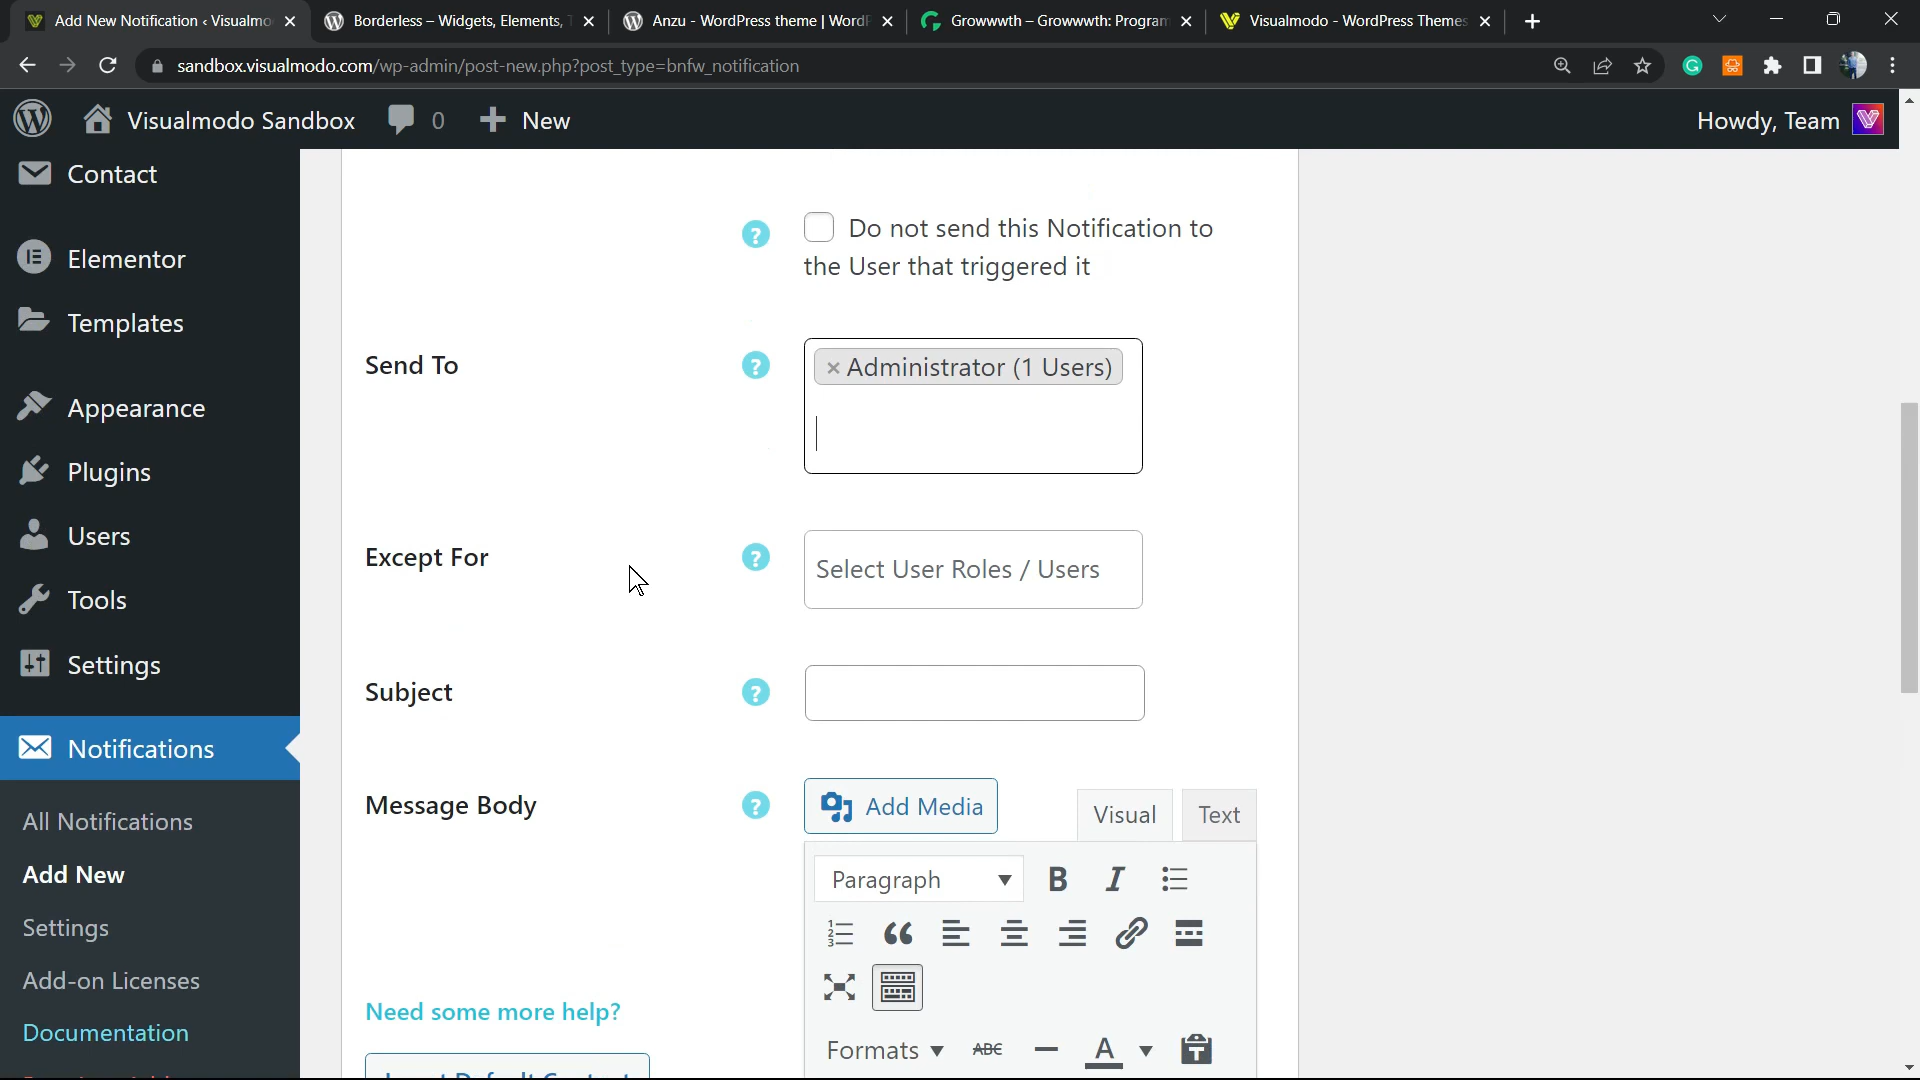 Add New Notification ‹ Visualmo
Borderless – Widgets, Elements, T
Anzu - WordPress theme | WordP
Growwwth – Growwwth: Program
Visualmodo - WordPress Themes
sandbox.visualmodo.com/wp-admin/post-new.php?post_type=bnfw_notification
Visualmodo Sandbox
0
New
Howdy, Team
Contact
Elementor
Templates
Appearance
Plugins
Users
Tools
Settings
Notifications
All Notifications
Add New
Settings
Add-on Licenses
Documentation
? Do not send this Notification to
the User that triggered it
Send To ? × Administrator (1 Users)
Except For ? Select User Roles / Users
Subject ?
Message Body ? Add Media Visual Text
Paragraph B I
Formats ABC A T
Need some more help?